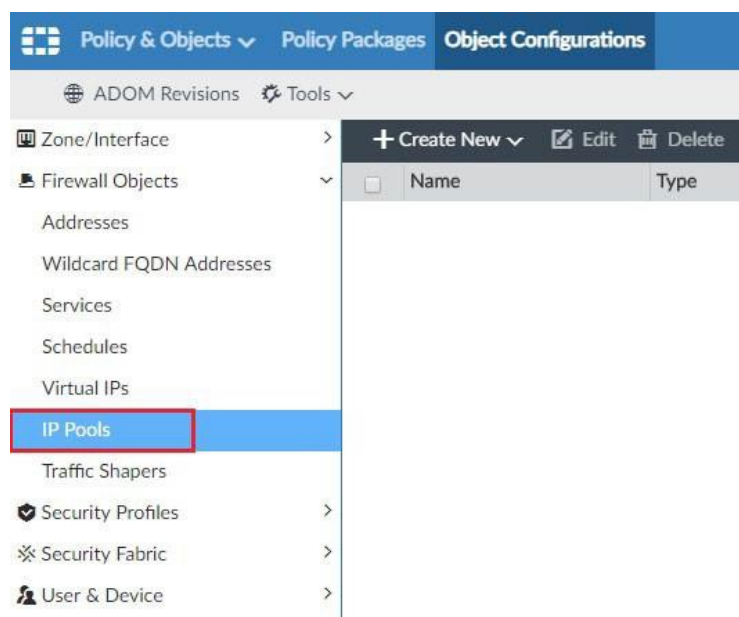 Policy & Objects Policy Packages Object Configurations
ADOM Revisions Tools
Zone/Interface
Firewall Objects
Addresses
Wildcard FQDN Addresses
Services
Schedules
Virtual IPs
IP Pools
Traffic Shapers
Security Profiles
Security Fabric
User & Device
+ Create New Edit Delete
Name Type